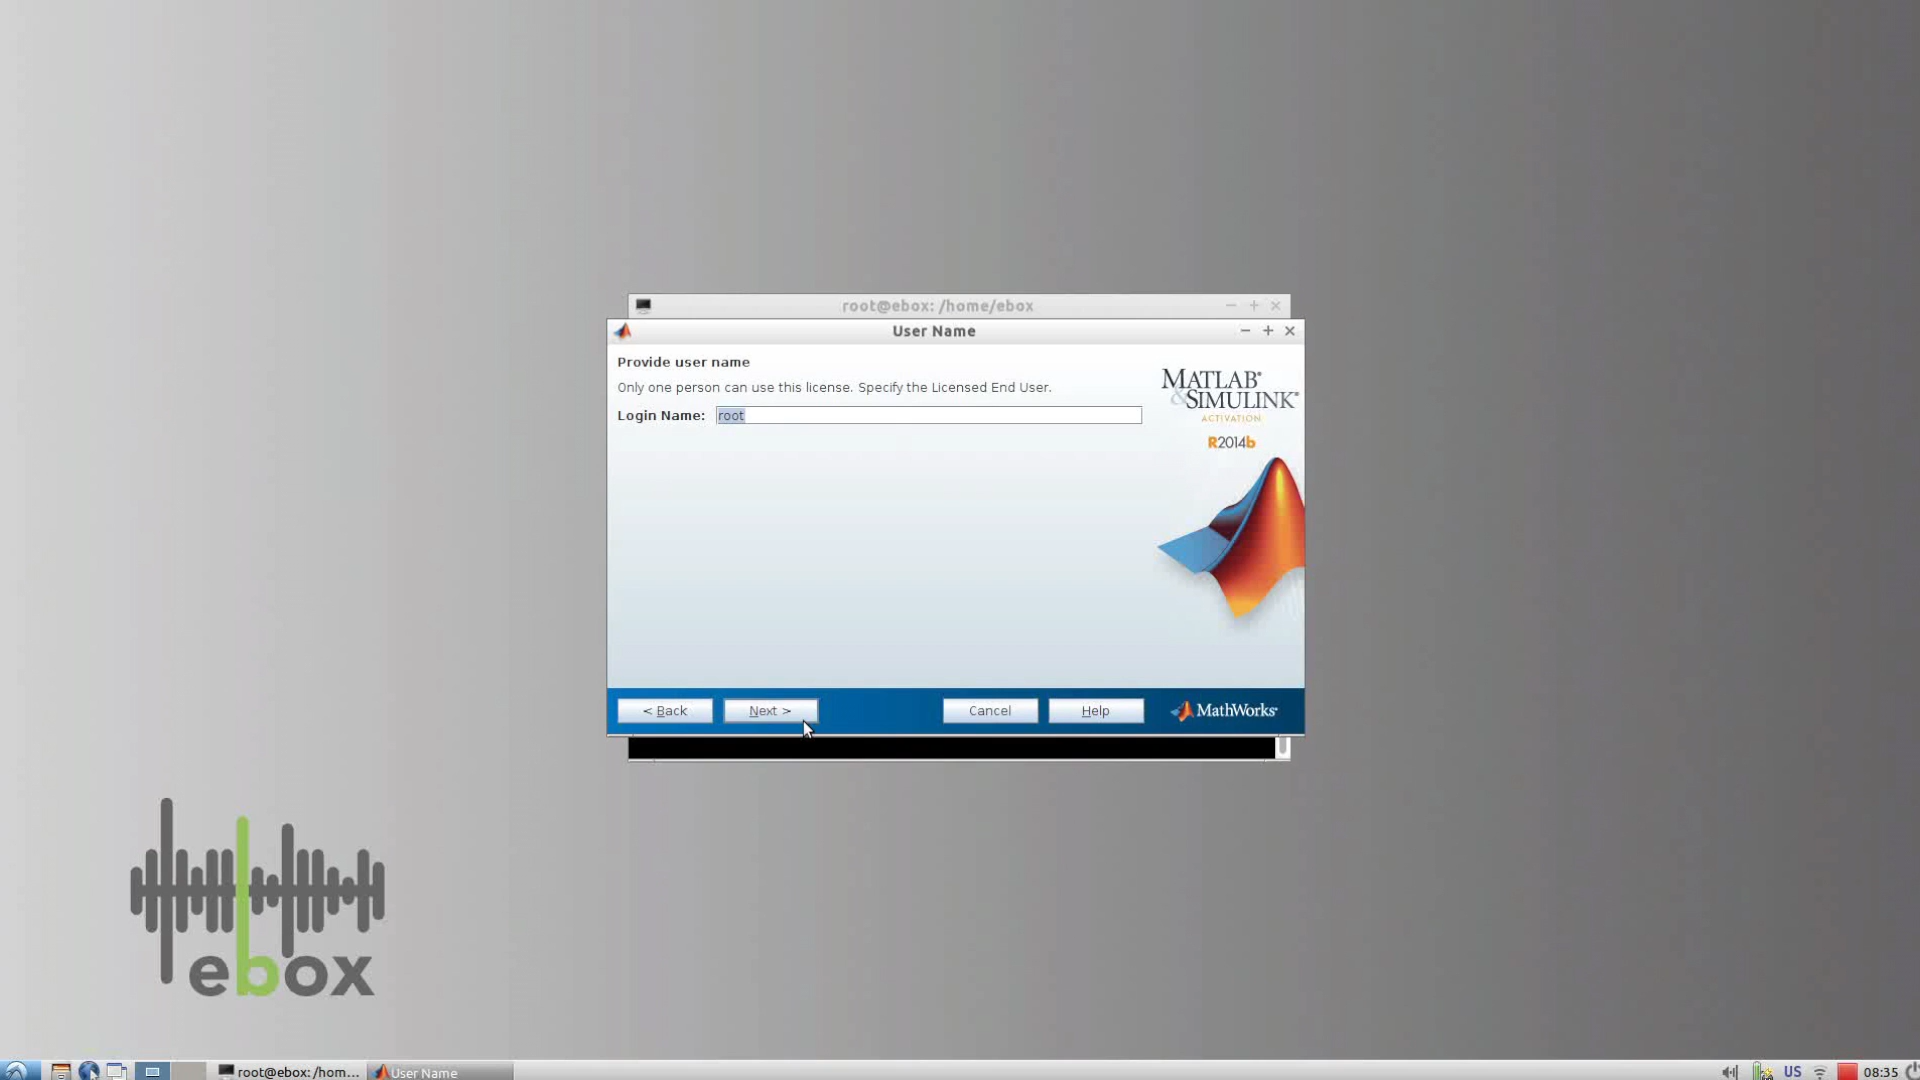 root@ebox: /home/ebox
User Name
Provide user name
Only one person can use this license. Specify the Licensed End User.
Login Name: root
MATLAB®
&SIMULINK®
ACTIVATION
R2014b
< Back
Next >
Cancel
Help
MathWorks®
ebox
root@ebox: /hom...
User Name
US
08:35